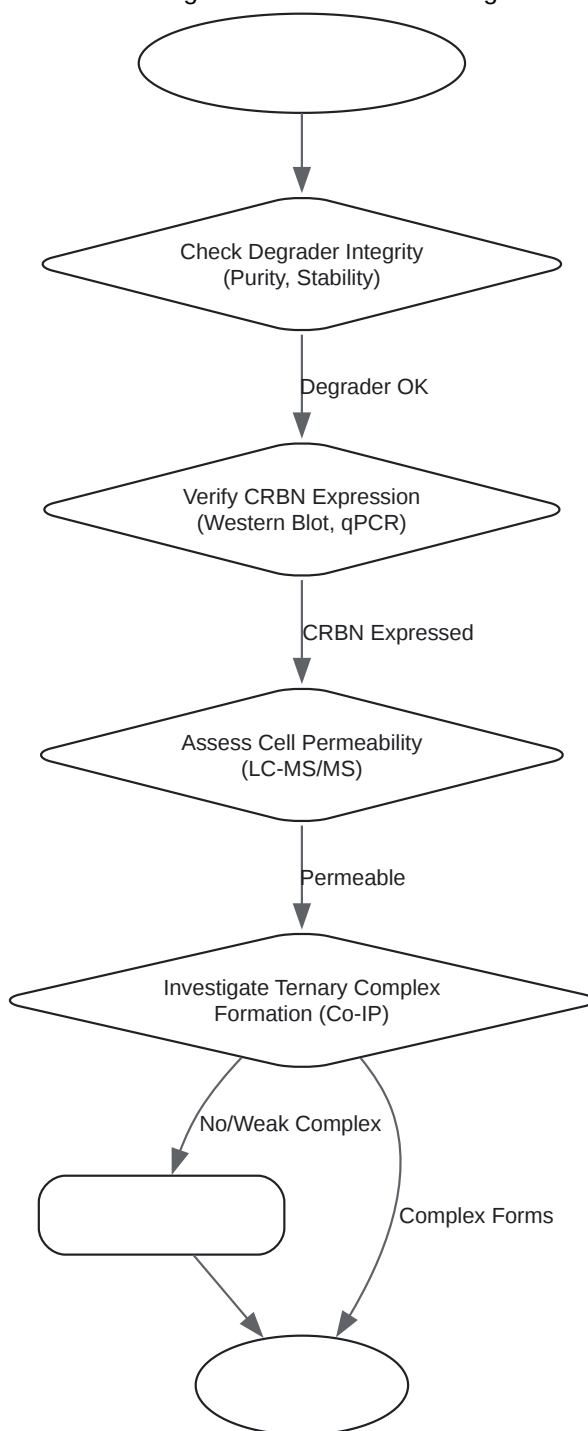 Check Degrader Integrity
(Purity, Stability)
Degrader OK
Verify CRBN Expression
(Western Blot, qPCR)
CRBN Expressed
Assess Cell Permeability
(LC-MS/MS)
Permeable
Investigate Ternary Complex
Formation (Co-IP)
No/Weak Complex
Complex Forms